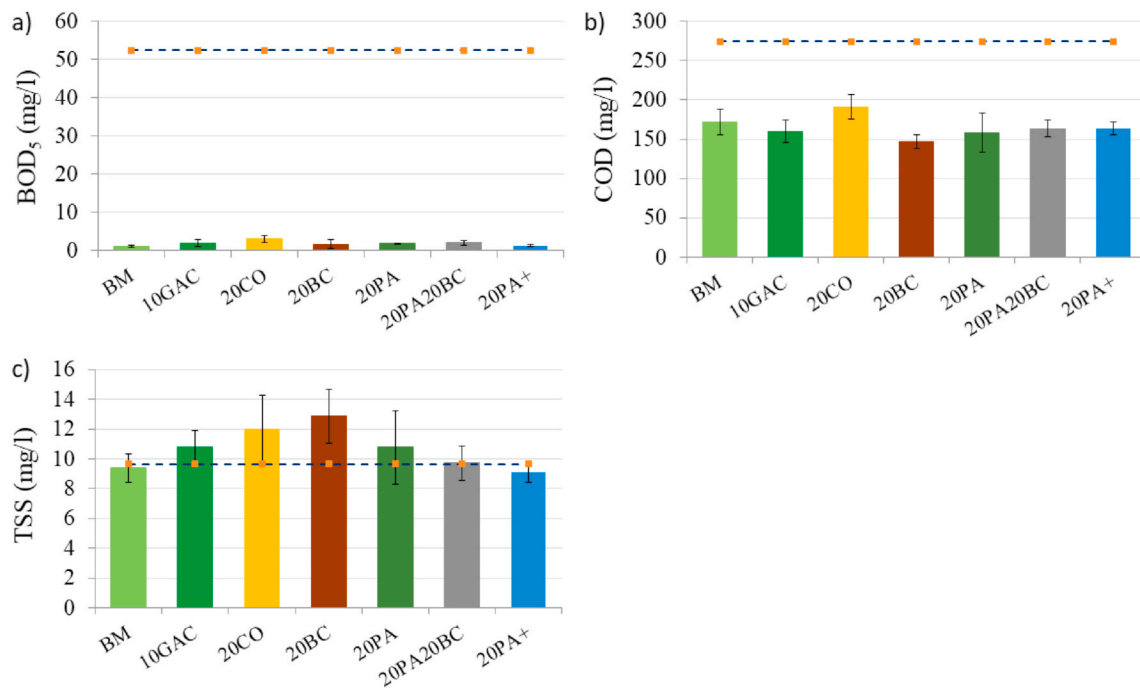 a)
BOD5 (mg/l)
60
50
40
30
20
10
0
BM
10GAC
20CO
20BC
20PA
20PA20BC
20PA+
b)
COD (mg/l)
300
250
200
150
100
50
0
BM
10GAC
20CO
20BC
20PA
20PA20BC
20PA+
c)
TSS (mg/l)
16
14
12
10
8
6
4
2
0
BM
10GAC
20CO
20BC
20PA
20PA20BC
20PA+